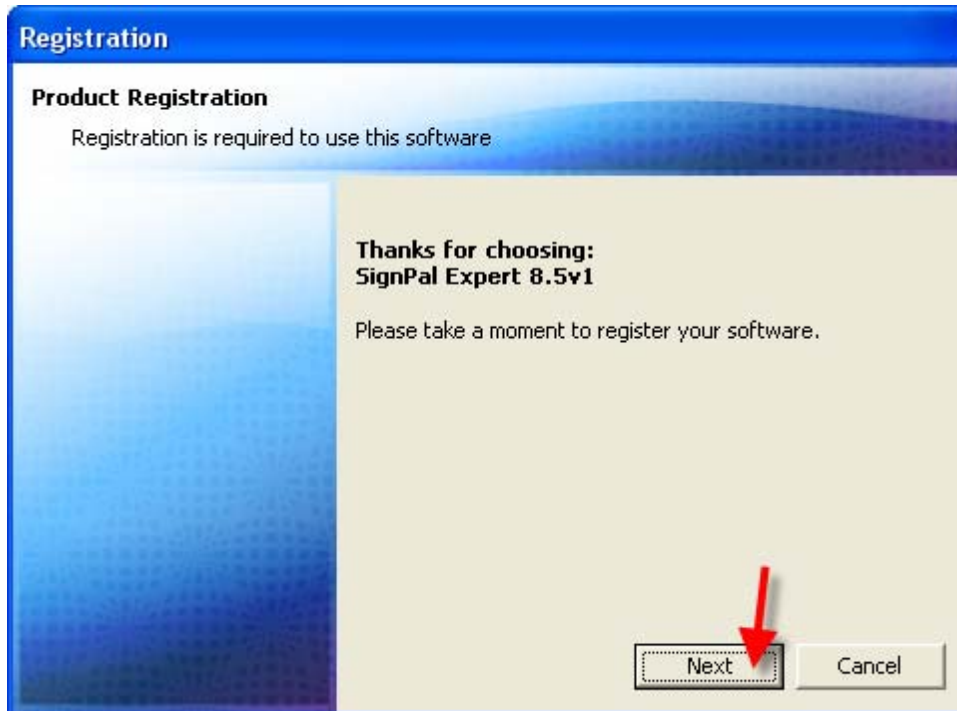 Registration
Product Registration
Registration is required to use this software
Thanks for choosing:
SignPal Expert 8.5v1
Please take a moment to register your software.
Next
Cancel